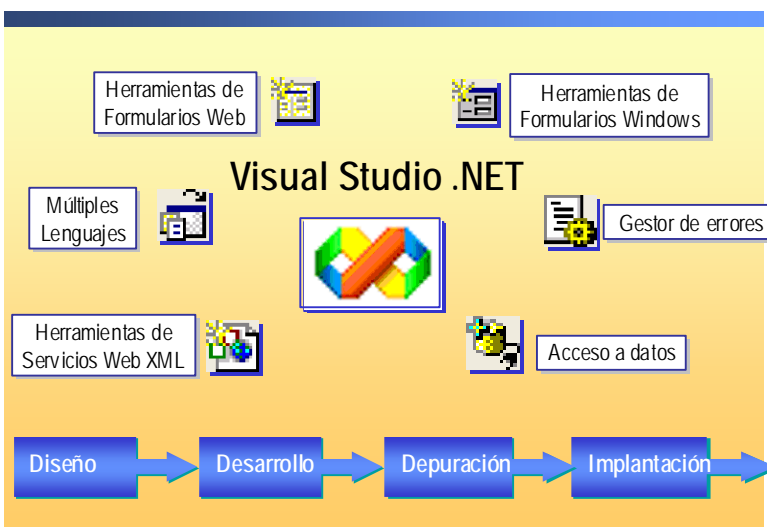 Herramientas de
Formularios Web
Herramientas de
Formularios Windows
Visual Studio .NET
Múltiples
Lenguajes
Gestor de errores
Herramientas de
Servicios Web XML
Acceso a datos
Diseño
Desarrollo
Depuración
Implantación